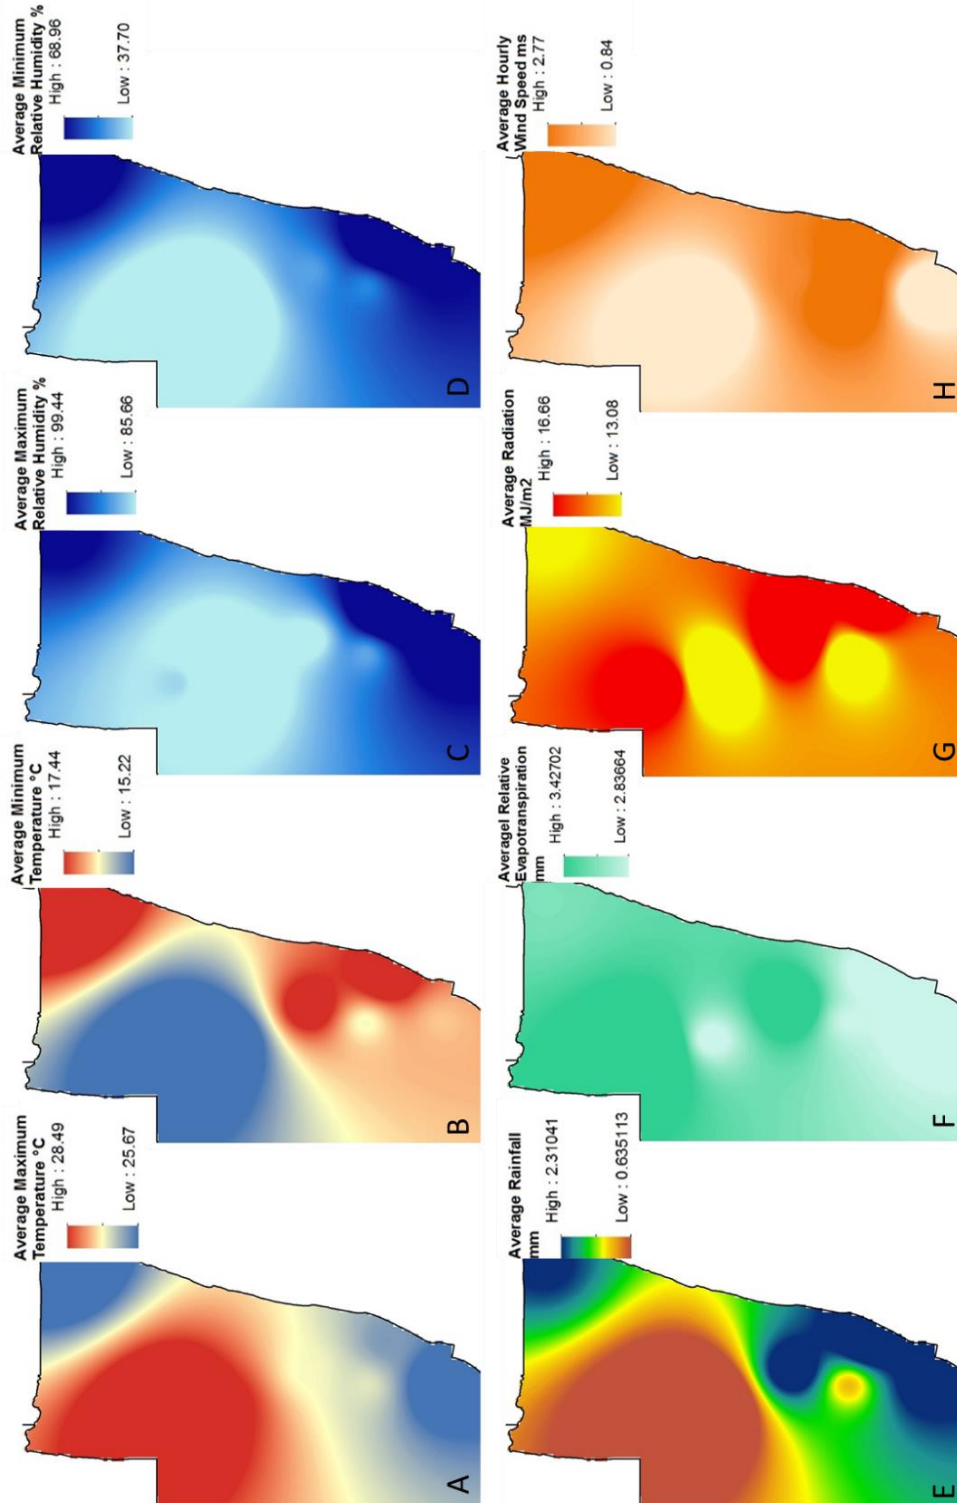 Average Maximum
Temperature °C
High : 28.49
Low : 25.67
A
Average Minimum
Temperature °C
High : 17.44
Low : 15.22
B
Average Maximum
Relative Humidity %
High : 99.44
Low : 85.66
C
Average Minimum
Relative Humidity %
High : 68.96
Low : 37.70
D
Average Rainfall
mm
High : 2.31041
Low : 0.635113
E
Averagel Relative
Evapotranspiration
mm
High : 3.42702
Low : 2.83664
F
Average Radiation
MJ/m2
High : 16.66
Low : 13.08
G
Average Hourly
Wind Speed ms
High : 2.77
Low : 0.84
H